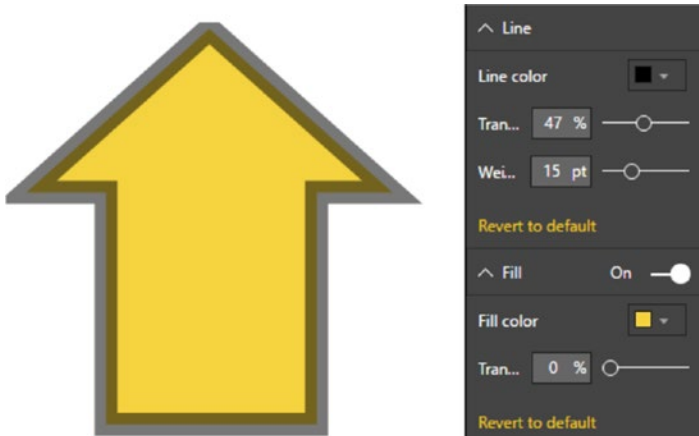 Line
Line color
Tran... 47 %
Wei... 15 pt
Revert to default
Fill On
Fill color
Tran... 0 %
Revert to default